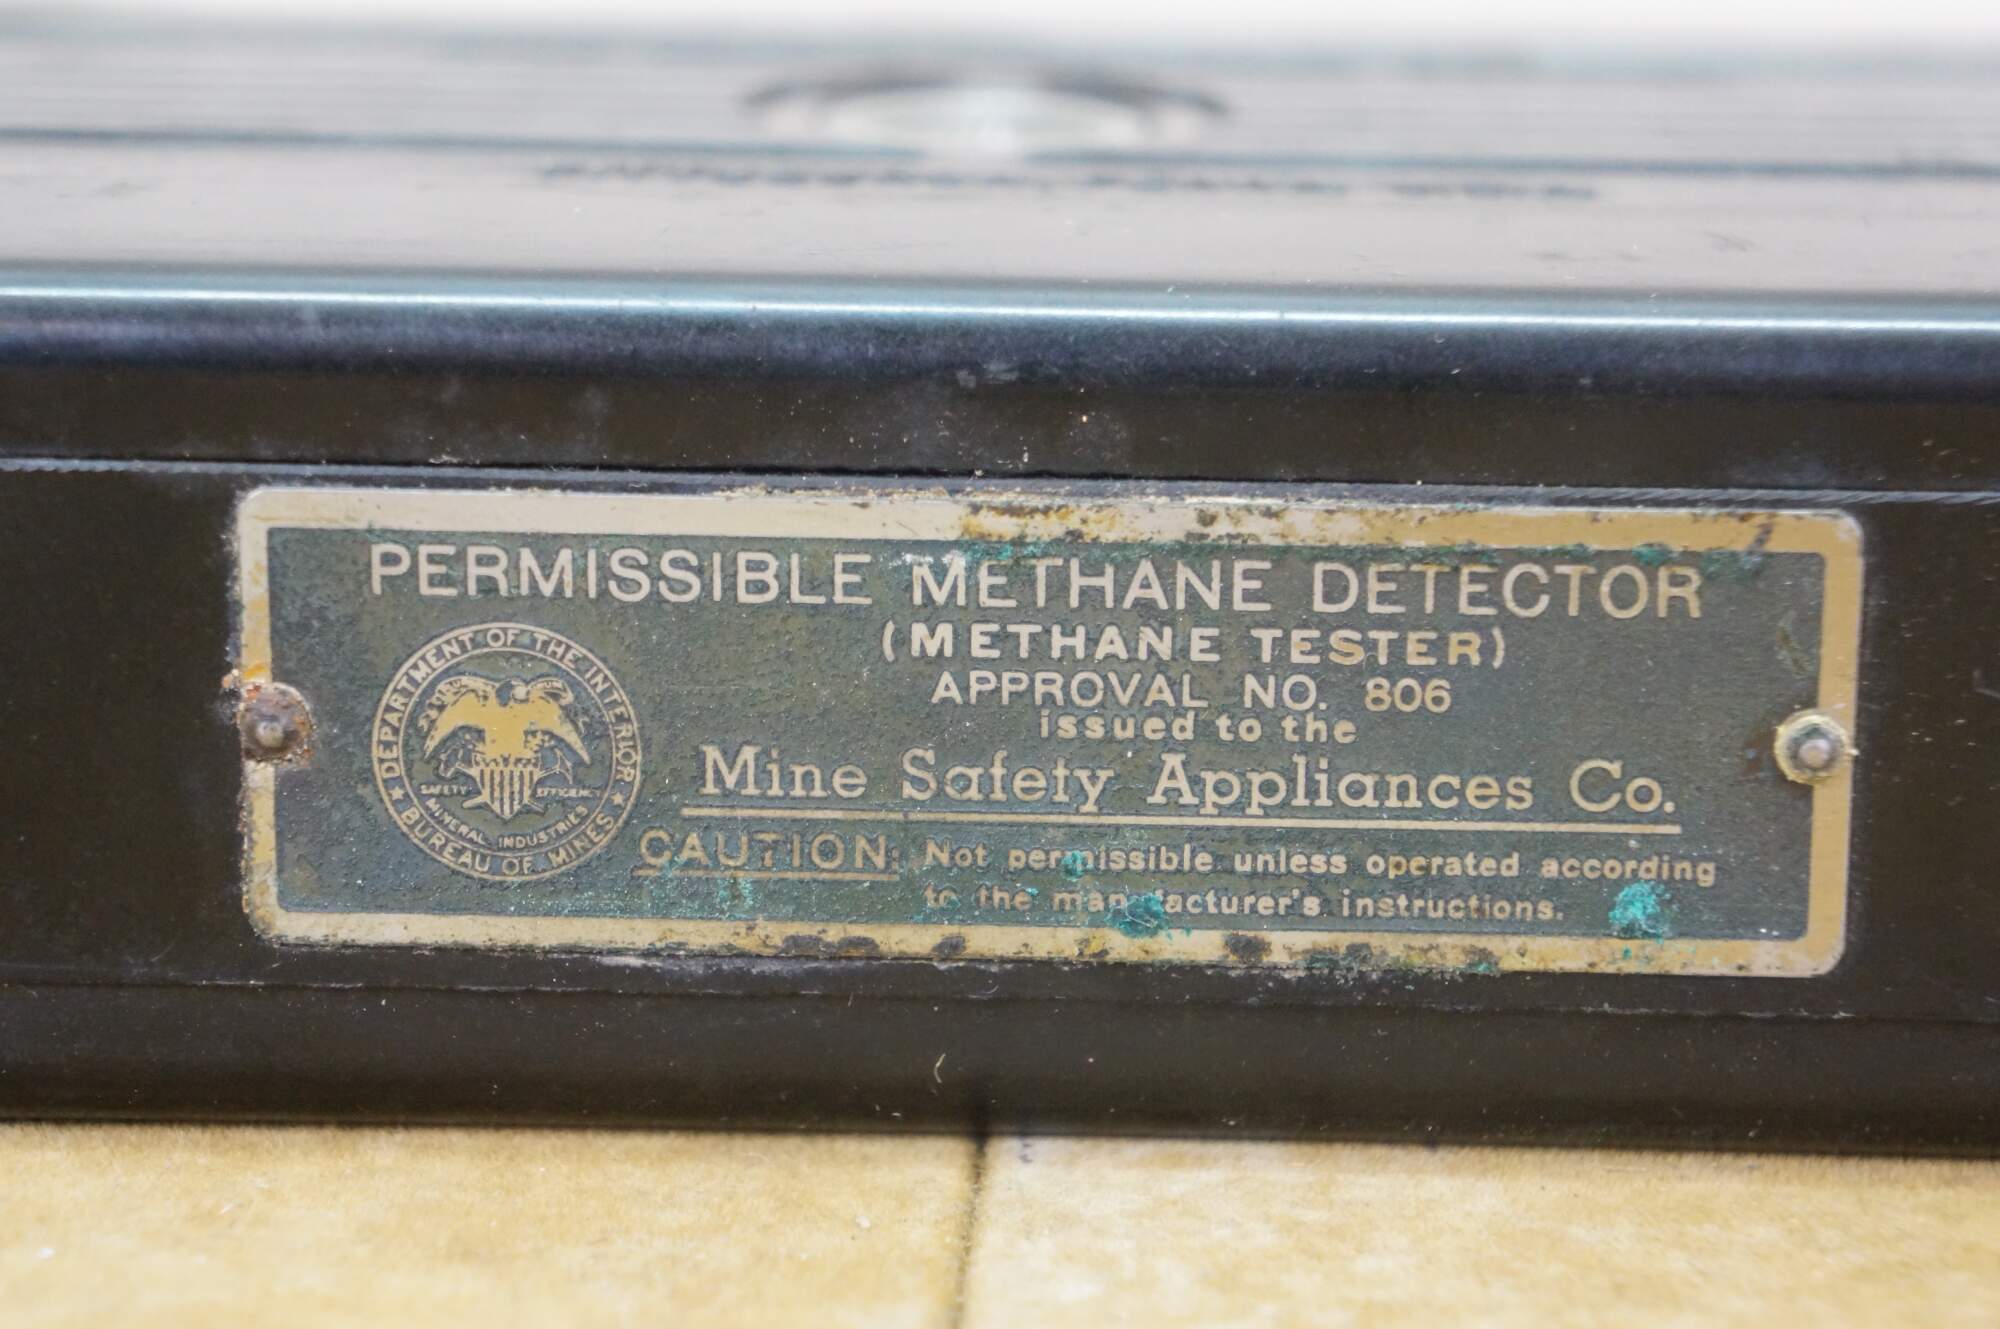 PERMISSIBLE METHANE DETECTOR
(METHANE TESTER)
APPROVAL NO. 806
issued to the
Mine Safety Appliances Co.
DEPARTMENT OF THE INTERIOR
SAFETY EFFICIENCY
MINERAL INDUSTRIES
★ BUREAU OF MINES ★
CAUTION: Not permissible unless operated according
to the manufacturer's instructions.